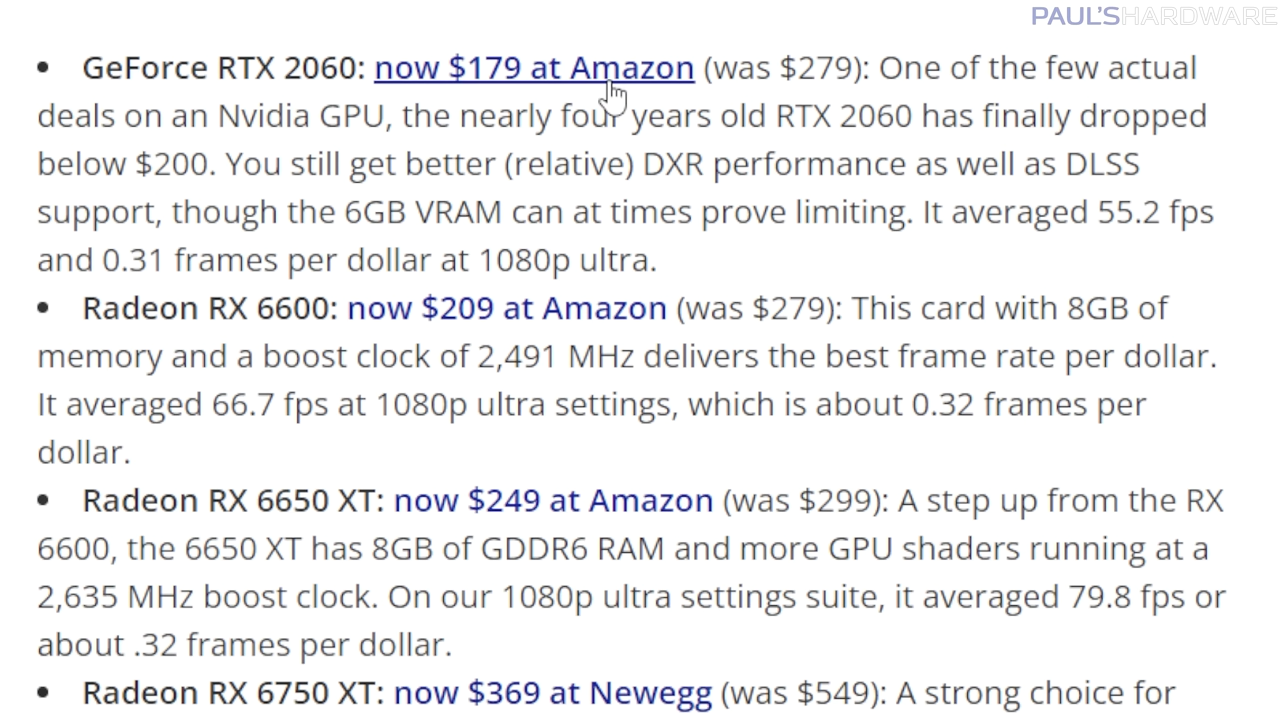 PAUL'SHARDWARE
• GeForce RTX 2060: now $179 at Amazon (was $279): One of the few actual
deals on an Nvidia GPU, the nearly four years old RTX 2060 has finally dropped
below $200. You still get better (relative) DXR performance as well as DLSS
support, though the 6GB VRAM can at times prove limiting. It averaged 55.2 fps
and 0.31 frames per dollar at 1080p ultra.
• Radeon RX 6600: now $209 at Amazon (was $279): This card with 8GB of
memory and a boost clock of 2,491 MHz delivers the best frame rate per dollar.
It averaged 66.7 fps at 1080p ultra settings, which is about 0.32 frames per
dollar.
• Radeon RX 6650 XT: now $249 at Amazon (was $299): A step up from the RX
6600, the 6650 XT has 8GB of GDDR6 RAM and more GPU shaders running at a
2,635 MHz boost clock. On our 1080p ultra settings suite, it averaged 79.8 fps or
about .32 frames per dollar.
• Radeon RX 6750 XT: now $369 at Newegg (was $549): A strong choice for